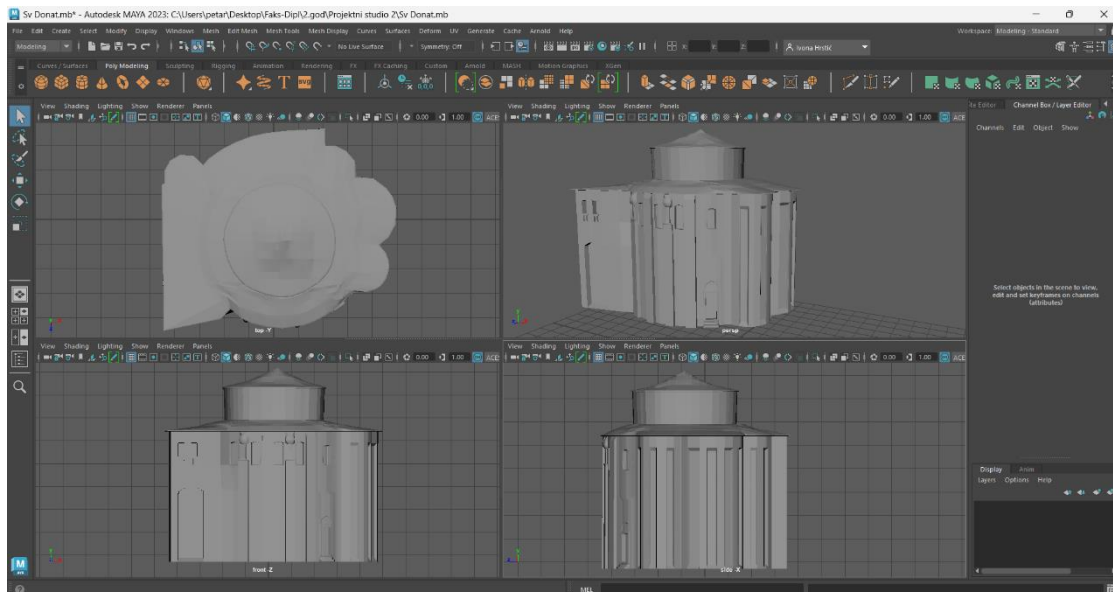 Sv Donat.mb* - Autodesk MAYA 2023: C:\Users\petar\Desktop\Faks-Dipl\2.god\Projektni studio 2\Sv Donat.mb
File Edit Create Select Modify Display Windows Mesh Edit Mesh Mesh Tools Mesh Display Curves Surfaces Deform UV Generate Cache Arnold Help
Workspace: Modeling - Standard
Modeling
No Live Surface
Symmetry: Off
X:
Y:
Z:
Ivona Hrstić
Curves / Surfaces Poly Modeling Sculpting Rigging Animation Rendering FX FX Caching Custom Arnold MASH Motion Graphics XGen
SVG
View Shading Lighting Show Renderer Panels
0.00 1.00 ACE
top -Y
View Shading Lighting Show Renderer Panels
0.00 1.00 ACE
persp
View Shading Lighting Show Renderer Panels
0.00 1.00 ACE
front -Z
View Shading Lighting Show Renderer Panels
0.00 1.00 ACE
side -X
Channel Box / Layer Editor
Channels Edit Object Show
Select objects in the scene to view,
edit and set keyframes on channels
(attributes)
Display Anim
Layers Options Help
M
MEL